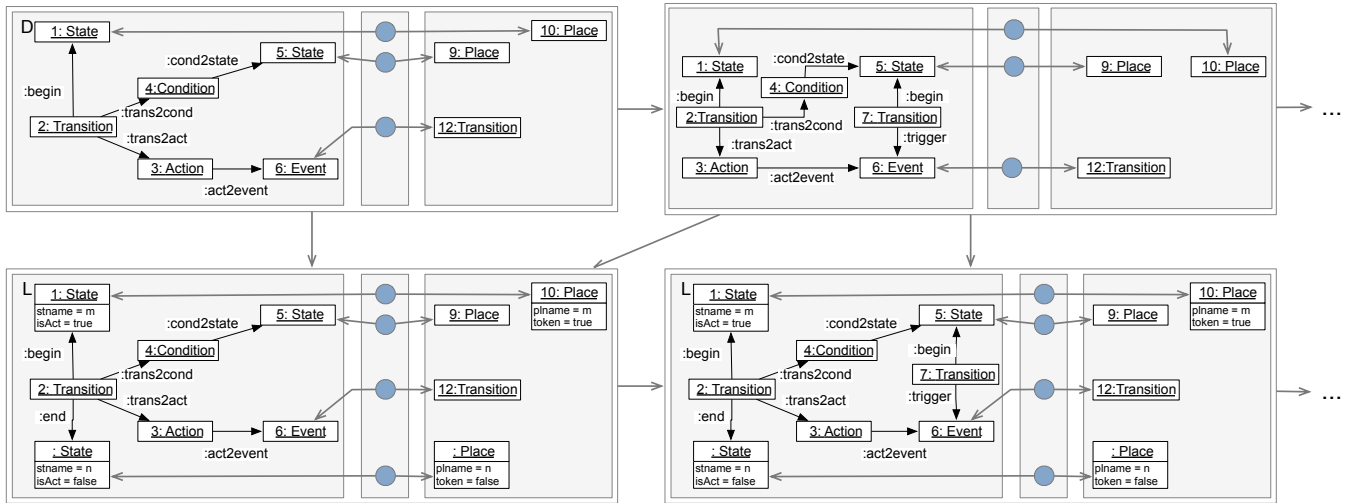 D
1: State
10: Place
5: State
9: Place
:cond2state
4:Condition
:begin
:trans2cond
2: Transition
12:Transition
:trans2act
3: Action
6: Event
:act2event
:cond2state
1: State
5: State
9: Place
10: Place
4: Condition
:begin
:begin
2:Transition
7: Transition
:trans2cond
:trans2act
:trigger
3: Action
6: Event
12:Transition
:act2event
...
L
1: State
stname = m
isAct = true
10: Place
plname = m
token = true
5: State
9: Place
:cond2state
4:Condition
:begin
:trans2cond
2: Transition
12:Transition
:trans2act
:end
3: Action
6: Event
:act2event
: State
stname = n
isAct = false
: Place
plname = n
token = false
L
1: State
stname = m
isAct = true
10: Place
plname = m
token = true
5: State
9: Place
:cond2state
4:Condition
:begin
:begin
:trans2cond
7: Transition
2: Transition
12:Transition
:trans2act
:trigger
:end
3: Action
6: Event
:act2event
: State
stname = n
isAct = false
: Place
plname = n
token = false
...